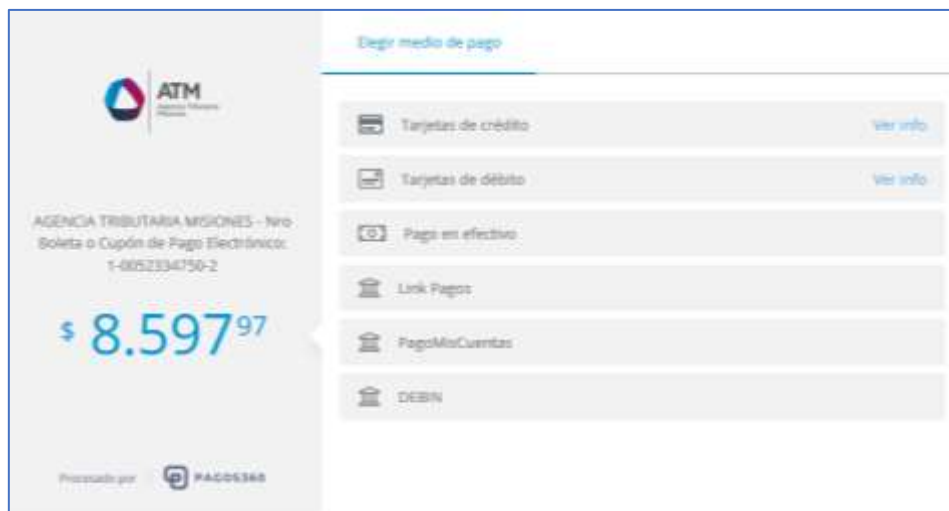 ATM
AGENCIA TRIBUTARIA MISIONES - Nro
Boleta o Cupón de Pago Electrónico:
1-0052334750-2
$ 8.597 97
Procesado por PAGOS360
Elegir medio de pago
Tarjetas de crédito Ver info
Tarjetas de débito Ver info
Pago en efectivo
Link Pagos
PagoMisCuentas
DEBIN